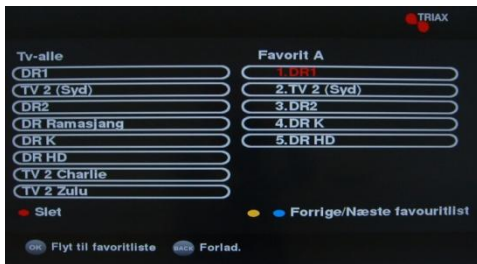 TRIAX
Tv-alle
DR1
TV 2 (Syd)
DR2
DR Ramasjang
DR K
DR HD
TV 2 Charlie
TV 2 Zulu
Slet
Favorit A
1.DR1
2.TV 2 (Syd)
3.DR2
4.DR K
5.DR HD
Forrige/Næste favouritlist
OK Flyt til favoritliste BACK Forlad.